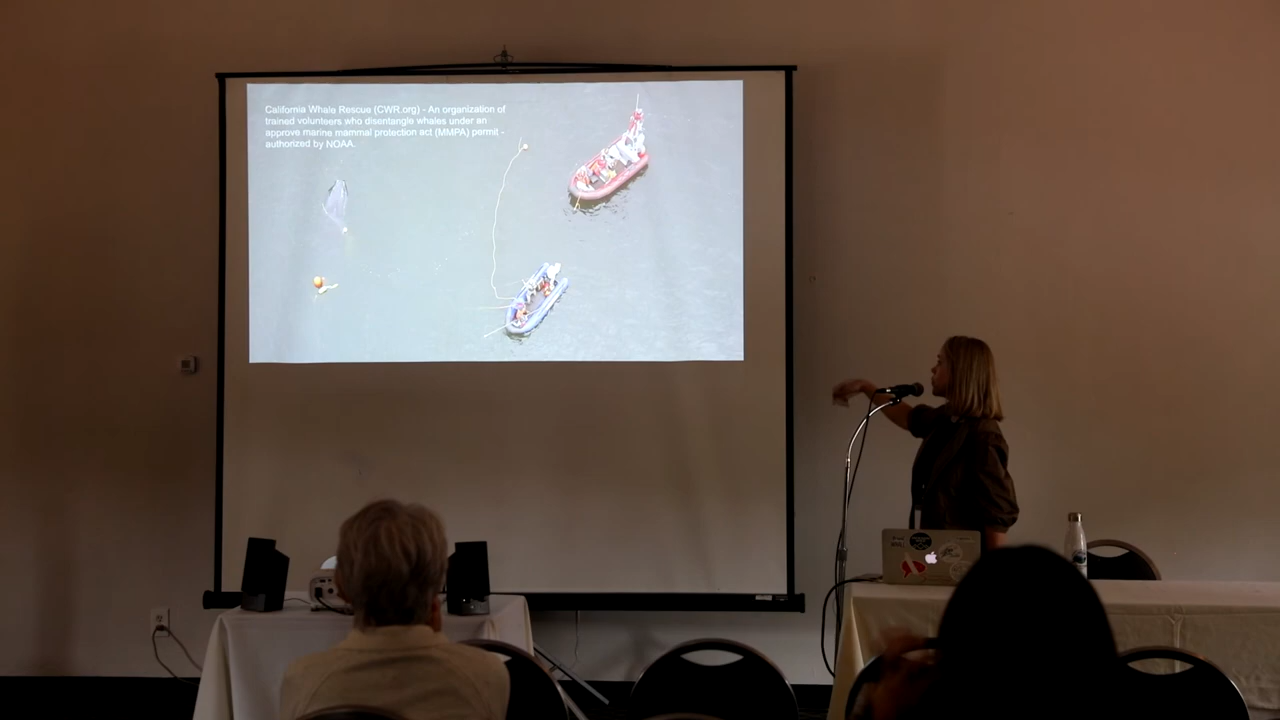 California Whale Rescue (CWR.org) - An organization of
trained volunteers who disentangle whales under an
approve marine mammal protection act (MMPA) permit -
authorized by NOAA.